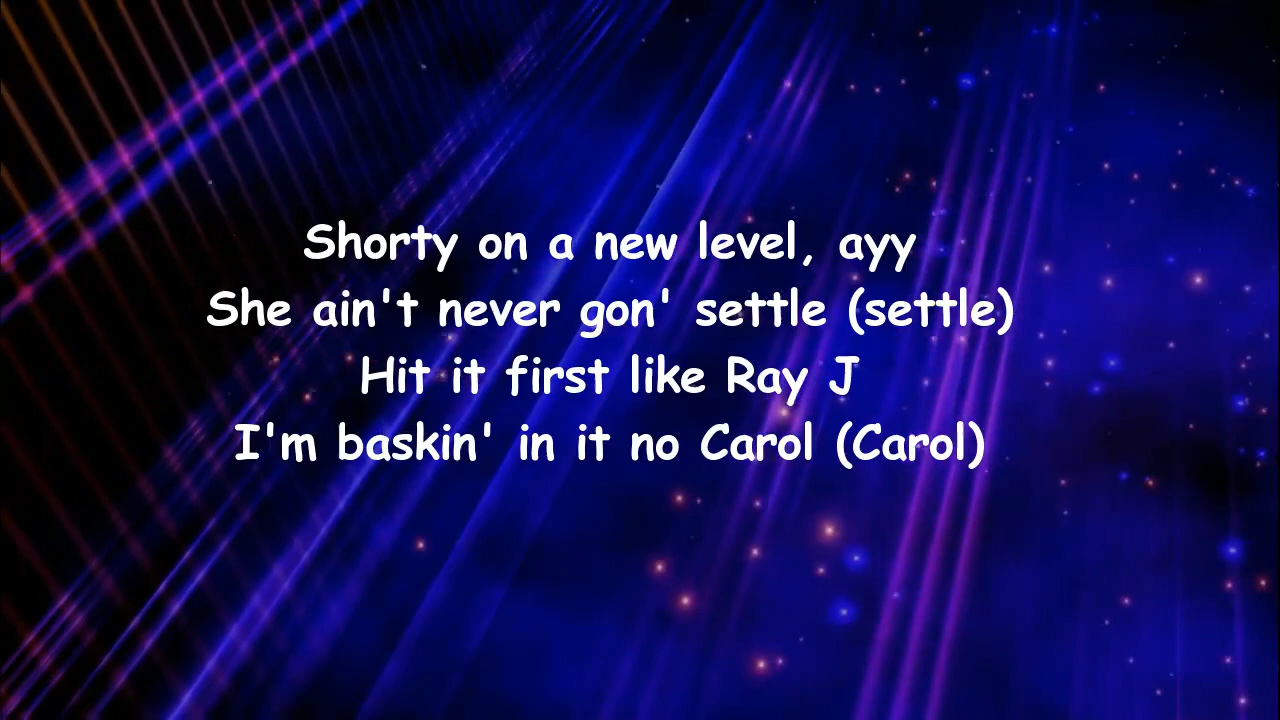 Shorty on a new level, ayy
She ain't never gon' settle (settle)
Hit it first like Ray J
I'm baskin' in it no Carol (Carol)